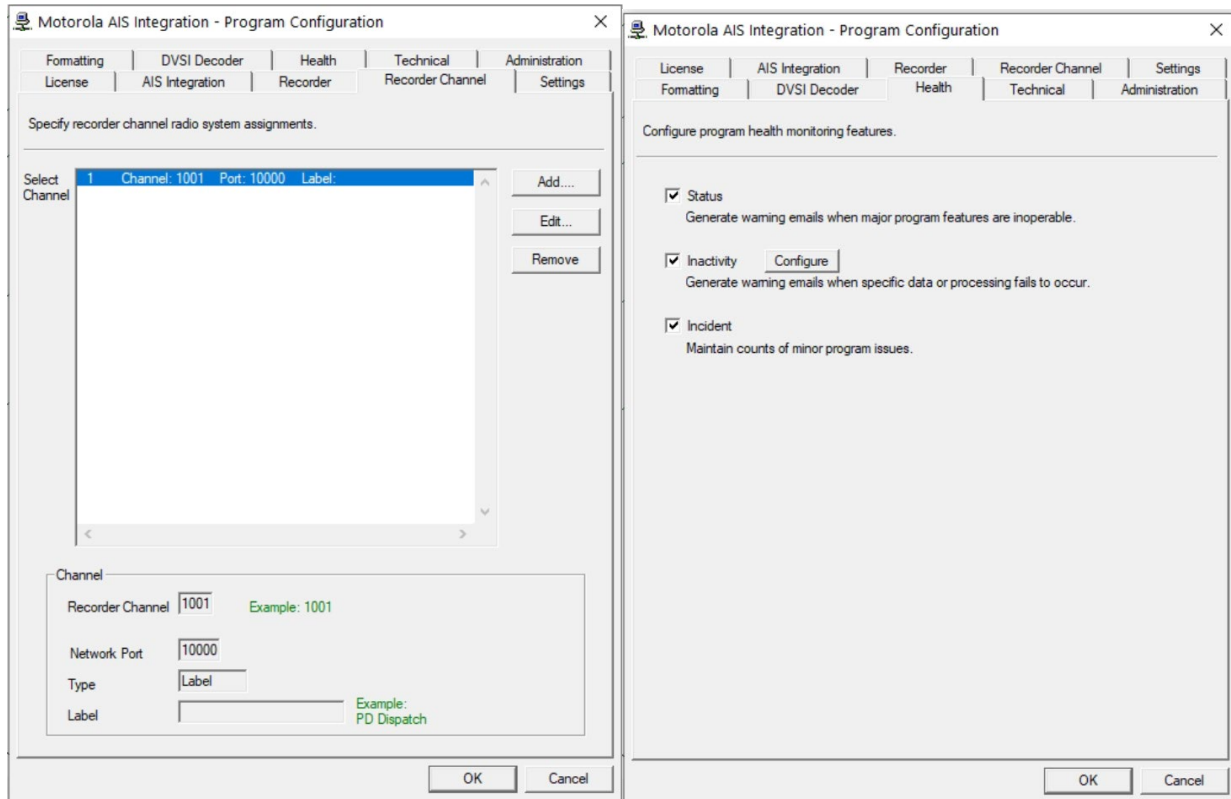 Motorola AIS Integration - Program Configuration
Formatting DVSI Decoder Health Technical Administration
License AIS Integration Recorder Recorder Channel Settings
Specify recorder channel radio system assignments.
Select
Channel
1 Channel: 1001 Port: 10000 Label:
Add....
Edit...
Remove
Channel
Recorder Channel 1001 Example: 1001
Network Port 10000
Type Label
Label
Example:
PD Dispatch
OK Cancel
Motorola AIS Integration - Program Configuration
License AIS Integration Recorder Recorder Channel Settings
Formatting DVSI Decoder Health Technical Administration
Configure program health monitoring features.
Status
Generate warning emails when major program features are inoperable.
Inactivity Configure
Generate warning emails when specific data or processing fails to occur.
Incident
Maintain counts of minor program issues.
OK Cancel